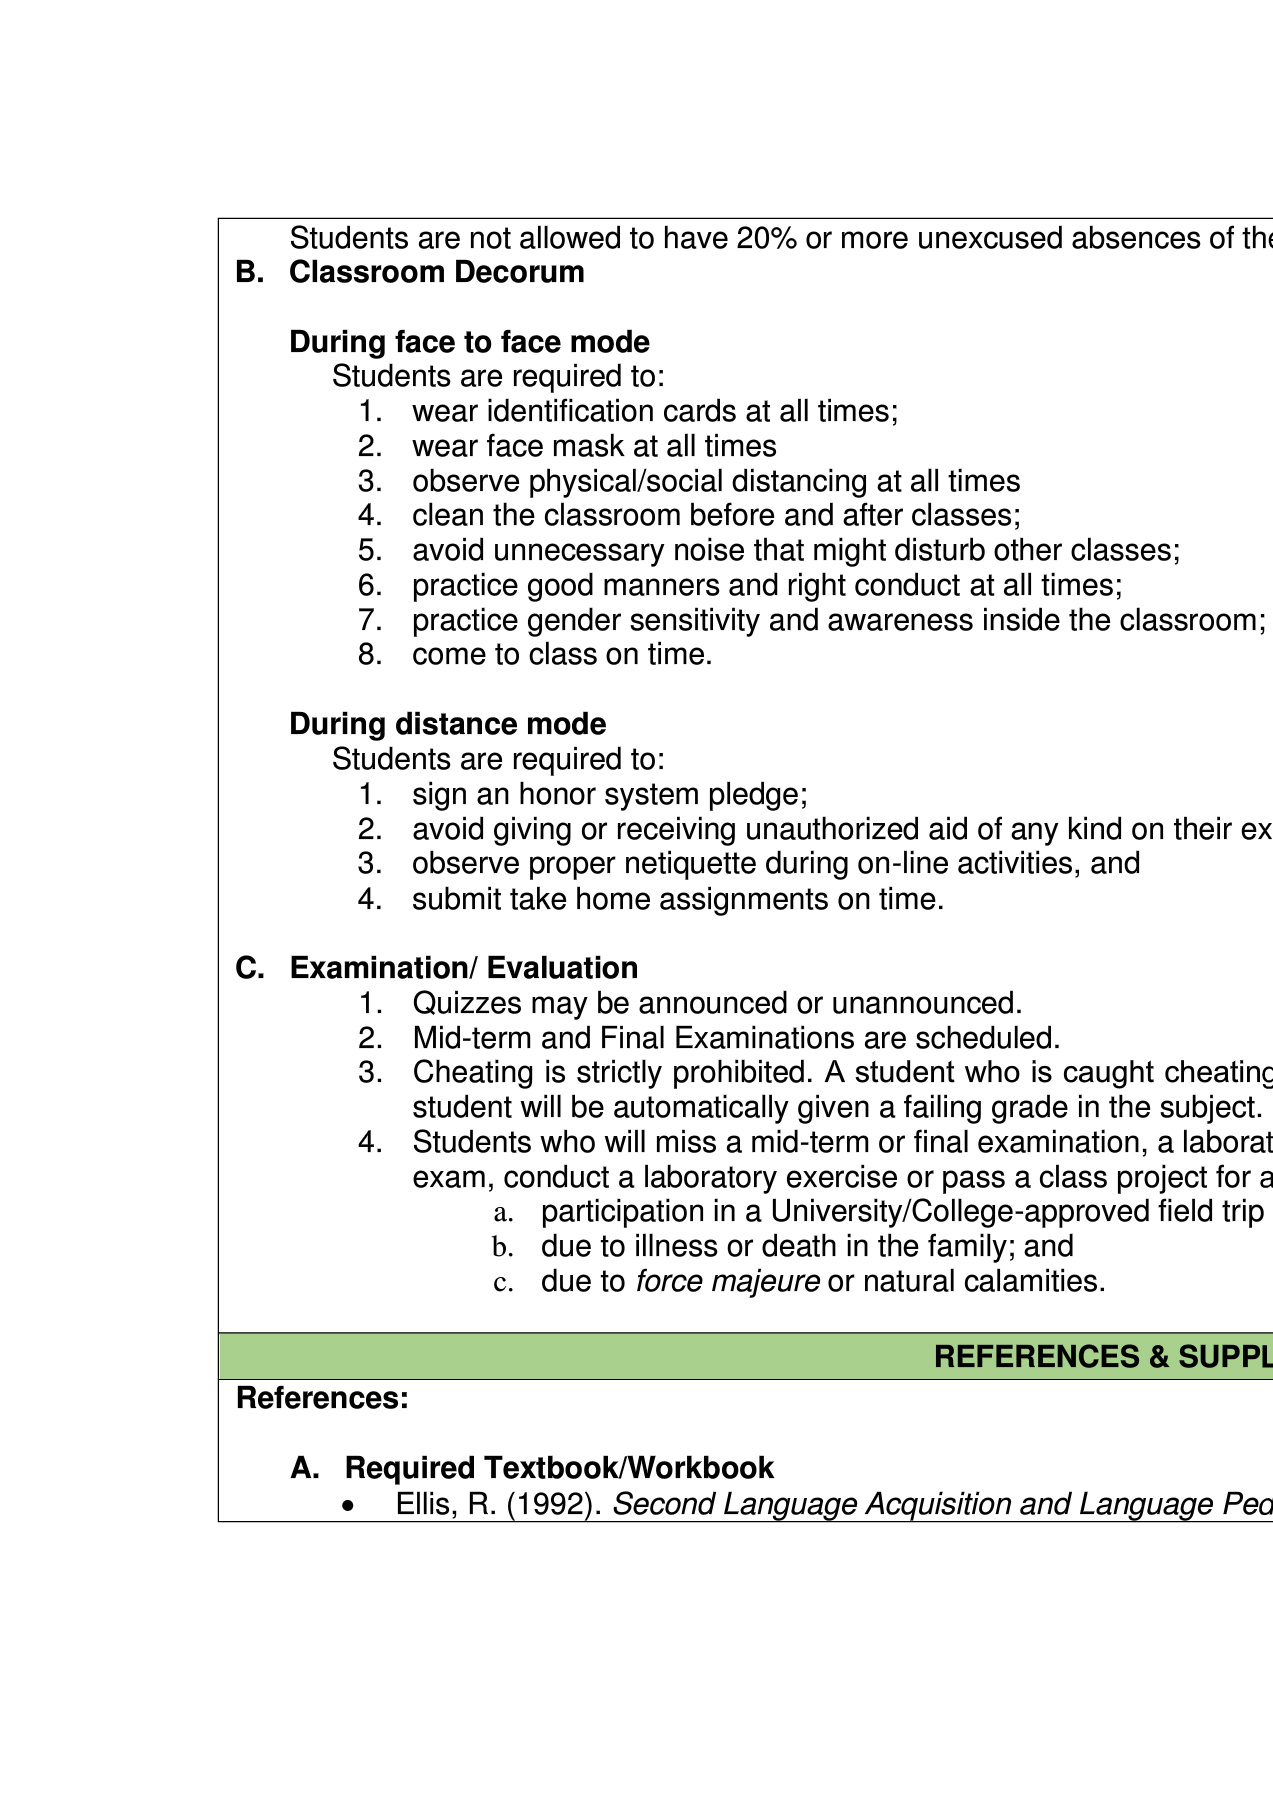 Students are not allowed to have 20% or more unexcused absences of the
B. Classroom Decorum
During face to face mode
Students are required to:
1. wear identification cards at all times;
2. wear face mask at all times
3. observe physical/social distancing at all times
4. clean the classroom before and after classes;
5. avoid unnecessary noise that might disturb other classes;
6. practice good manners and right conduct at all times;
7. practice gender sensitivity and awareness inside the classroom;
8. come to class on time.
During distance mode
Students are required to:
1. sign an honor system pledge;
2. avoid giving or receiving unauthorized aid of any kind on their ex
3. observe proper netiquette during on-line activities, and
4. submit take home assignments on time.
C. Examination/ Evaluation
1. Quizzes may be announced or unannounced.
2. Mid-term and Final Examinations are scheduled.
3. Cheating is strictly prohibited. A student who is caught cheating
student will be automatically given a failing grade in the subject.
4. Students who will miss a mid-term or final examination, a laborat
exam, conduct a laboratory exercise or pass a class project for a
a. participation in a University/College-approved field trip
b. due to illness or death in the family; and
c. due to force majeure or natural calamities.
REFERENCES & SUPPL
References:
A. Required Textbook/Workbook
• Ellis, R. (1992). Second Language Acquisition and Language Ped